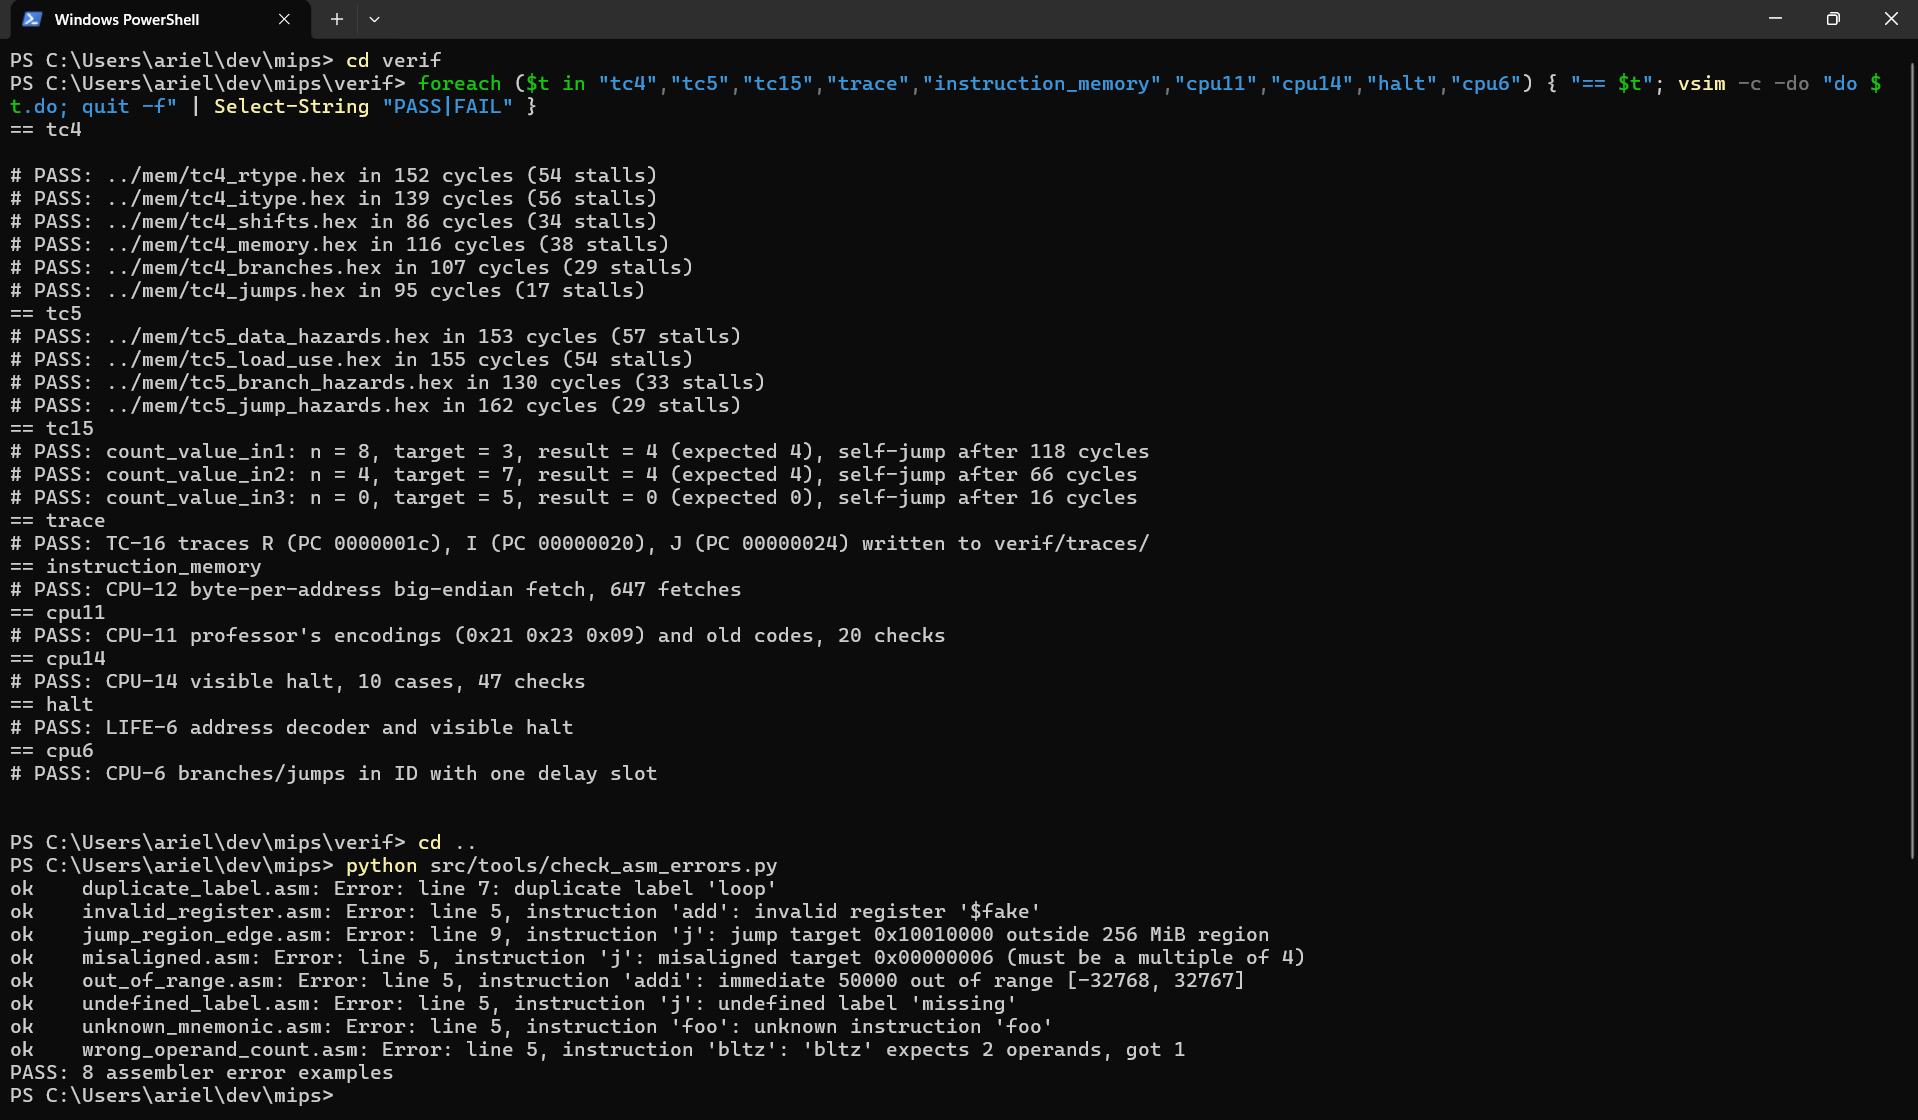 Windows PowerShell
PS C:\Users\ariel\dev\mips> cd verif
PS C:\Users\ariel\dev\mips\verif> foreach ($t in "tc4","tc5","tc15","trace","instruction_memory","cpu11","cpu14","halt","cpu6") { "== $t"; vsim -c -do "do $
t.do; quit -f" | Select-String "PASS|FAIL" }
== tc4
# PASS: ../mem/tc4_rtype.hex in 152 cycles (54 stalls)
# PASS: ../mem/tc4_itype.hex in 139 cycles (56 stalls)
# PASS: ../mem/tc4_shifts.hex in 86 cycles (34 stalls)
# PASS: ../mem/tc4_memory.hex in 116 cycles (38 stalls)
# PASS: ../mem/tc4_branches.hex in 107 cycles (29 stalls)
# PASS: ../mem/tc4_jumps.hex in 95 cycles (17 stalls)
== tc5
# PASS: ../mem/tc5_data_hazards.hex in 153 cycles (57 stalls)
# PASS: ../mem/tc5_load_use.hex in 155 cycles (54 stalls)
# PASS: ../mem/tc5_branch_hazards.hex in 130 cycles (33 stalls)
# PASS: ../mem/tc5_jump_hazards.hex in 162 cycles (29 stalls)
== tc15
# PASS: count_value_in1: n = 8, target = 3, result = 4 (expected 4), self-jump after 118 cycles
# PASS: count_value_in2: n = 4, target = 7, result = 4 (expected 4), self-jump after 66 cycles
# PASS: count_value_in3: n = 0, target = 5, result = 0 (expected 0), self-jump after 16 cycles
== trace
# PASS: TC-16 traces R (PC 0000001c), I (PC 00000020), J (PC 00000024) written to verif/traces/
== instruction_memory
# PASS: CPU-12 byte-per-address big-endian fetch, 647 fetches
== cpu11
# PASS: CPU-11 professor's encodings (0x21 0x23 0x09) and old codes, 20 checks
== cpu14
# PASS: CPU-14 visible halt, 10 cases, 47 checks
== halt
# PASS: LIFE-6 address decoder and visible halt
== cpu6
# PASS: CPU-6 branches/jumps in ID with one delay slot
PS C:\Users\ariel\dev\mips\verif> cd ..
PS C:\Users\ariel\dev\mips> python src/tools/check_asm_errors.py
ok    duplicate_label.asm: Error: line 7: duplicate label 'loop'
ok    invalid_register.asm: Error: line 5, instruction 'add': invalid register '$fake'
ok    jump_region_edge.asm: Error: line 9, instruction 'j': jump target 0x10010000 outside 256 MiB region
ok    misaligned.asm: Error: line 5, instruction 'j': misaligned target 0x00000006 (must be a multiple of 4)
ok    out_of_range.asm: Error: line 5, instruction 'addi': immediate 50000 out of range [-32768, 32767]
ok    undefined_label.asm: Error: line 5, instruction 'j': undefined label 'missing'
ok    unknown_mnemonic.asm: Error: line 5, instruction 'foo': unknown instruction 'foo'
ok    wrong_operand_count.asm: Error: line 5, instruction 'bltz': 'bltz' expects 2 operands, got 1
PASS: 8 assembler error examples
PS C:\Users\ariel\dev\mips>